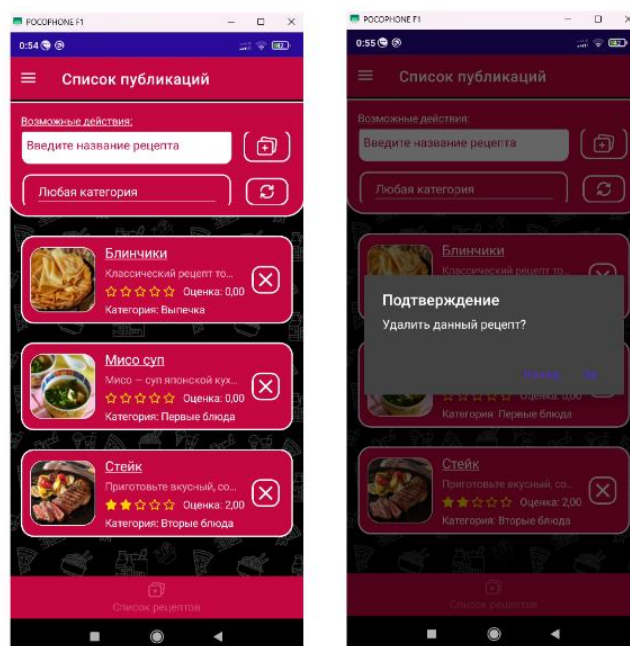 POCOPHONE F1
0:54
Список публикаций
Возможные действия:
Введите название рецепта
Любая категория
Блинчики
Классический рецепт то...
Оценка: 0,00
Категория: Выпечка
Мисо суп
Мисо — суп японской кух...
Оценка: 0,00
Категория: Первые блюда
Стейк
Приготовьте вкусный, со...
Оценка: 2,00
Категория: Вторые блюда
Список рецептов
POCOPHONE F1
0:55
Список публикаций
Возможные действия:
Введите название рецепта
Любая категория
Блинчики
Классический рецепт то...
Подтверждение
Удалить данный рецепт?
Оценка: 0,00
Категория: Первые блюда
Стейк
Приготовьте вкусный, со...
Оценка: 2,00
Категория: Вторые блюда
Список рецептов